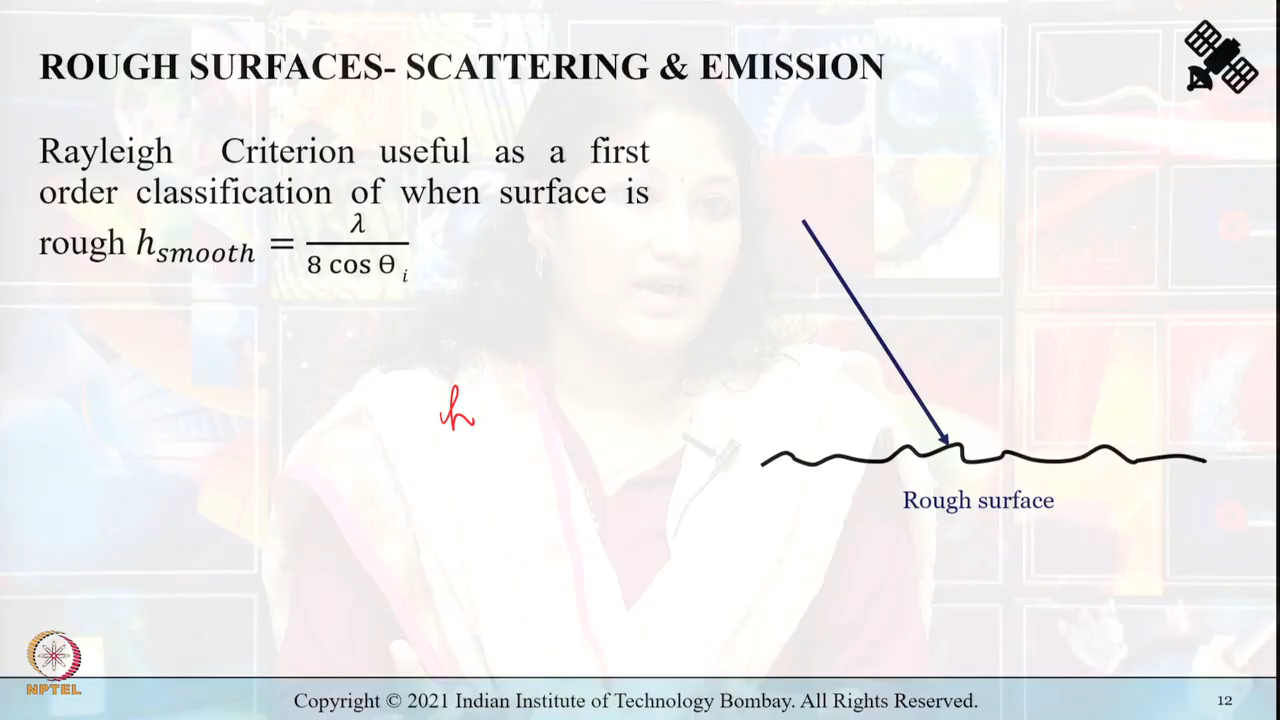 ROUGH SURFACES- SCATTERING & EMISSION
Rayleigh Criterion useful as a first
order classification of when surface is
rough h_smooth = λ / 8 cos θ_i
h
Rough surface
NPTEL
Copyright © 2021 Indian Institute of Technology Bombay. All Rights Reserved.
12